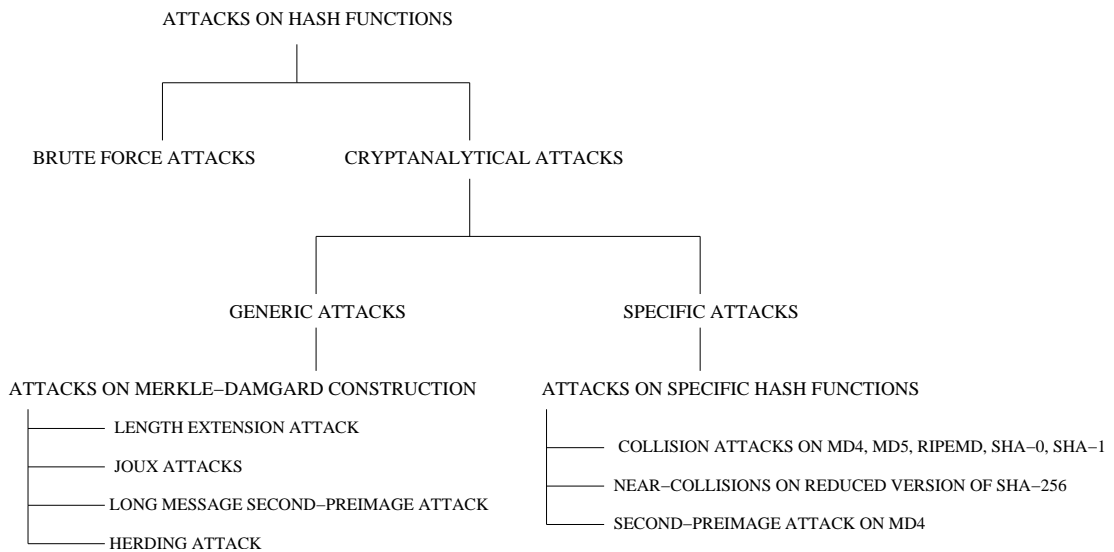 ATTACKS ON HASH FUNCTIONS
BRUTE FORCE ATTACKS
CRYPTANALYTICAL ATTACKS
GENERIC ATTACKS
SPECIFIC ATTACKS
ATTACKS ON MERKLE−DAMGARD CONSTRUCTION
LENGTH EXTENSION ATTACK
JOUX ATTACKS
LONG MESSAGE SECOND−PREIMAGE ATTACK
HERDING ATTACK
ATTACKS ON SPECIFIC HASH FUNCTIONS
COLLISION ATTACKS ON MD4, MD5, RIPEMD, SHA−0, SHA−1
NEAR−COLLISIONS ON REDUCED VERSION OF SHA−256
SECOND−PREIMAGE ATTACK ON MD4